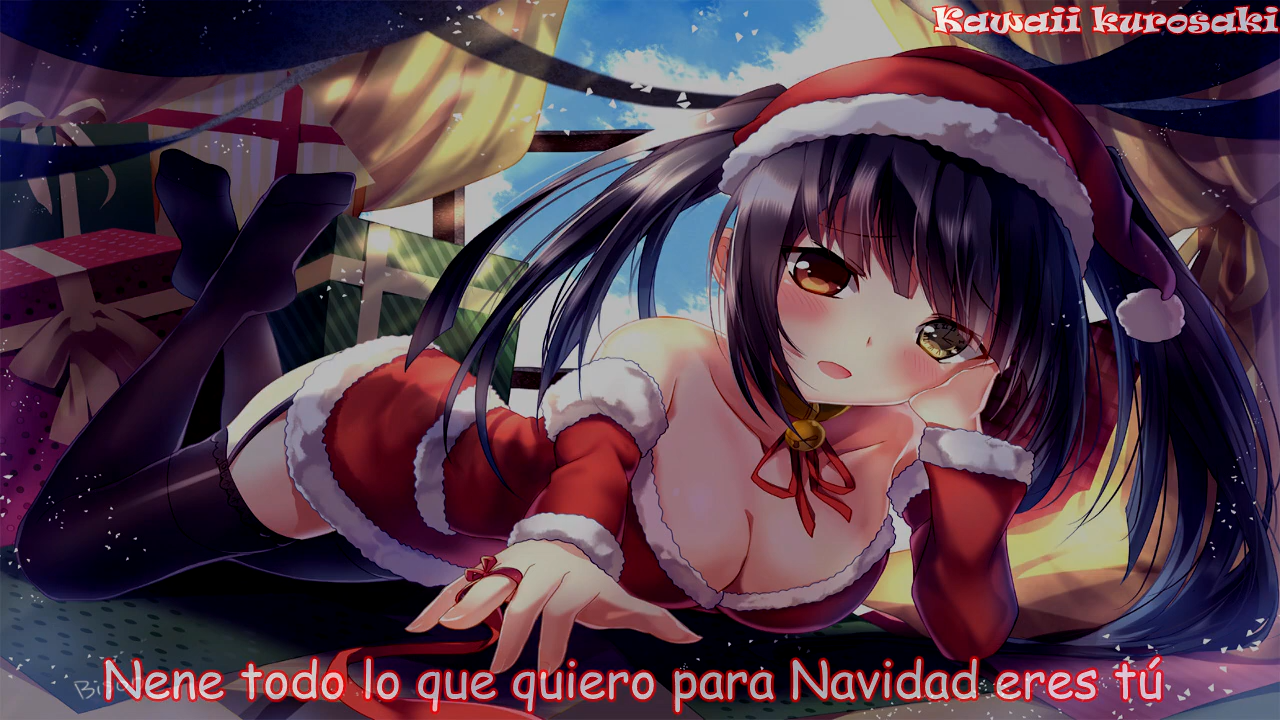 Kawaii kurosaki
Nene todo lo que quiero para Navidad eres tú